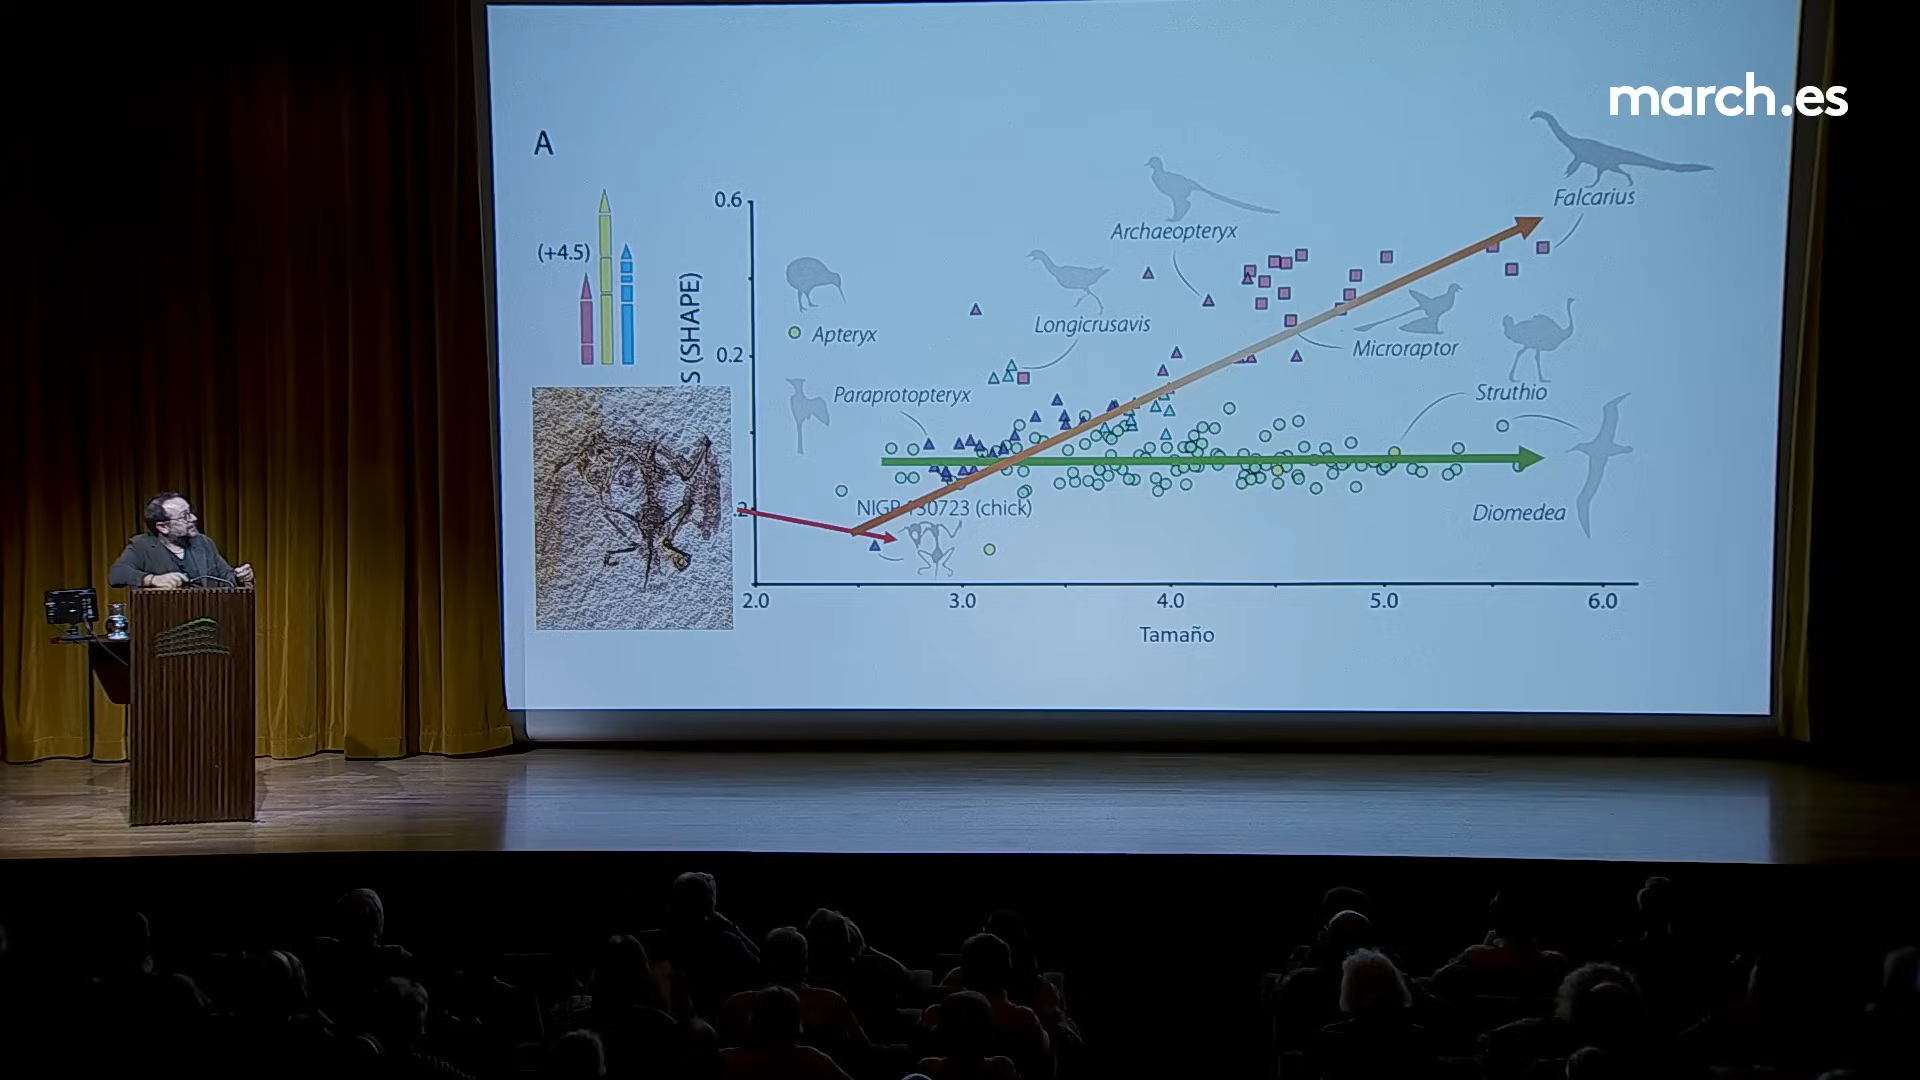 march.es
A
(+4.5)
0.6
0.2
S (SHAPE)
Falcarius
Archaeopteryx
Longicrusavis
Apteryx
Microraptor
Paraprotopteryx
Struthio
Diomedea
(chick)
2.0
3.0
4.0
5.0
6.0
Tamaño